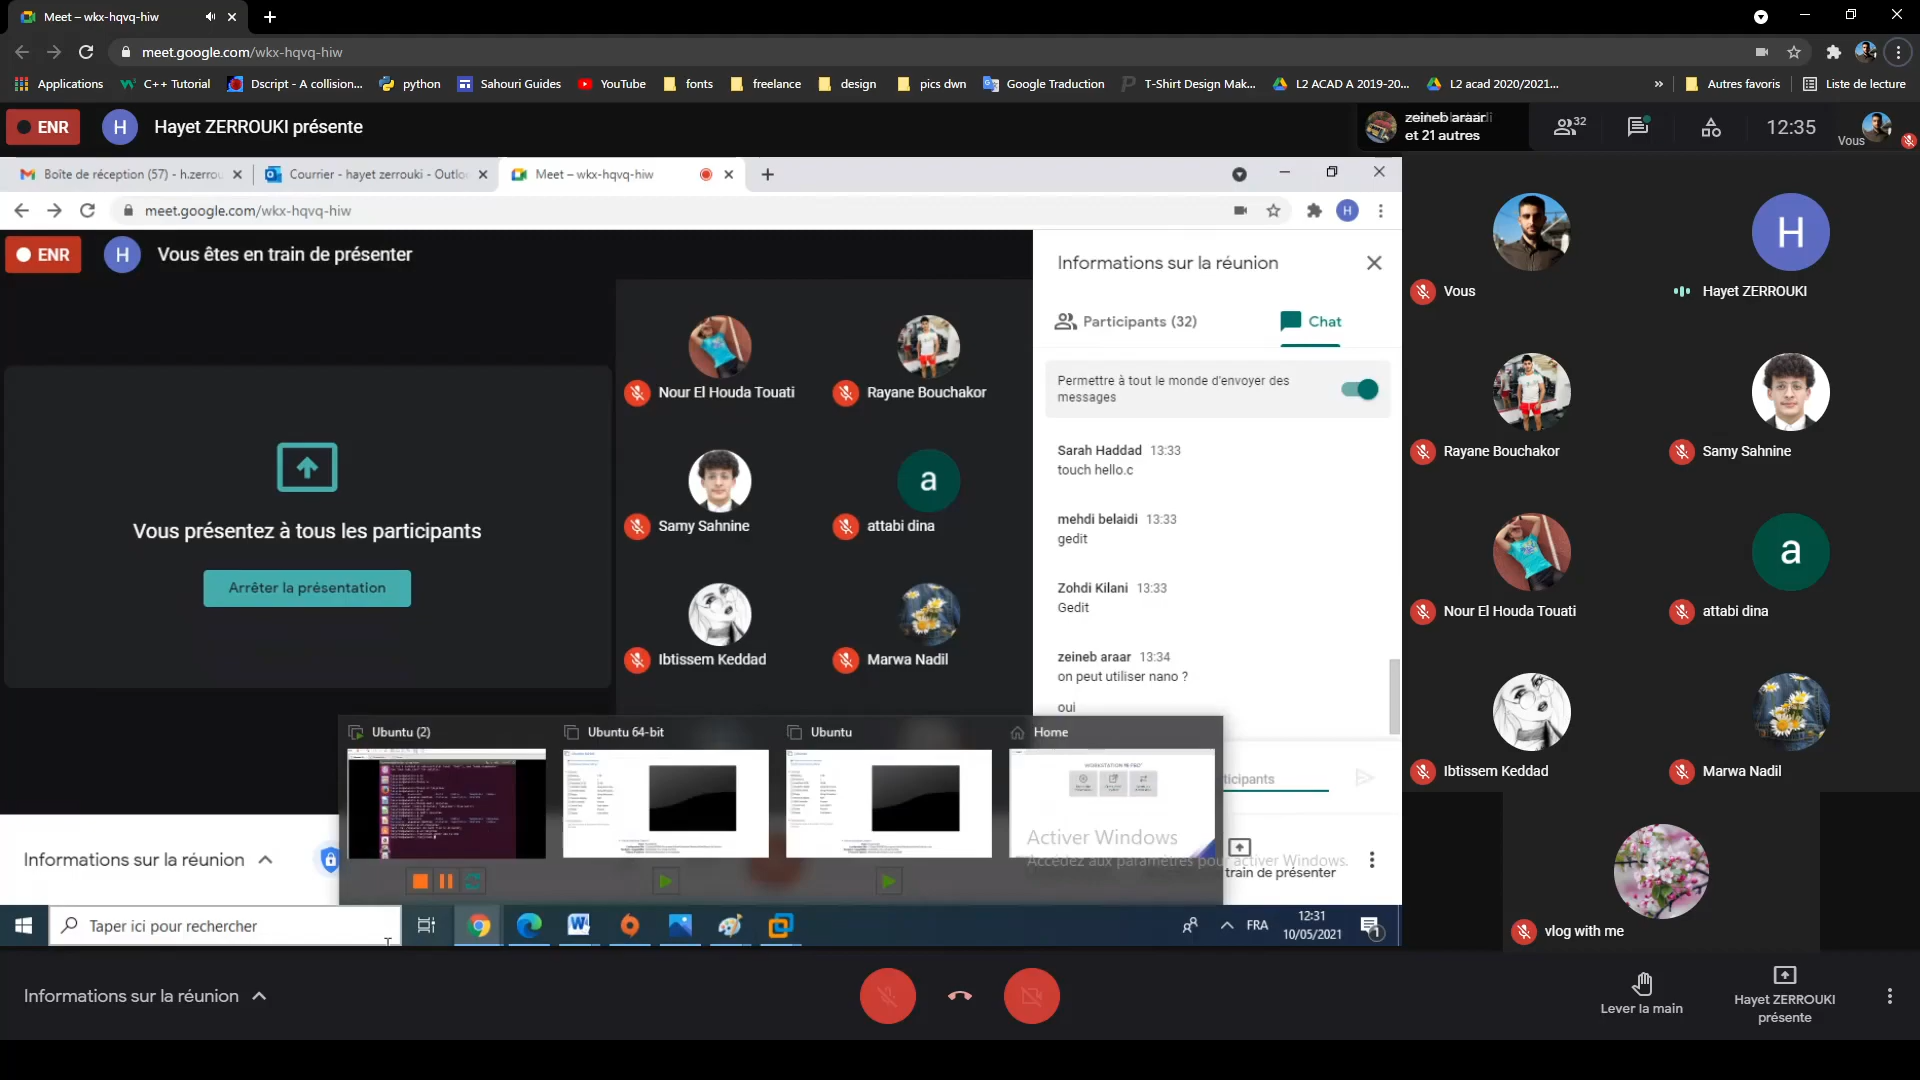 Meet – wkx-hqvq-hiw
meet.google.com/wkx-hqvq-hiw
Applications
C++ Tutorial
Dscript - A collision...
python
Sahouri Guides
YouTube
fonts
freelance
design
pics dwn
Google Traduction
T-Shirt Design Mak...
L2 ACAD A 2019-20...
L2 acad 2020/2021...
»
Autres favoris
Liste de lecture
ENR
H
Hayet ZERROUKI présente
zeineb araar
et 21 autres
32
12:35
Vous
Boîte de réception (57) - h.zerrou
Courrier - hayet zerrouki - Outlo
Meet – wkx-hqvq-hiw
meet.google.com/wkx-hqvq-hiw
H
ENR
H
Vous êtes en train de présenter
Vous présentez à tous les participants
Arrêter la présentation
Nour El Houda Touati
Rayane Bouchakor
Samy Sahnine
a
attabi dina
Ibtissem Keddad
Marwa Nadil
Informations sur la réunion
Participants (32)
Chat
Permettre à tout le monde d'envoyer des
messages
Sarah Haddad 13:33
touch hello.c
mehdi belaidi 13:33
gedit
Zohdi Kilani 13:33
Gedit
zeineb araar 13:34
on peut utiliser nano ?
oui
ticipants
Ubuntu (2)
Ubuntu 64-bit
Ubuntu
Home
Activer Windows
Accédez aux paramètres pour activer Windows.
train de présenter
Informations sur la réunion
Taper ici pour rechercher
FRA
12:31
10/05/2021
1
Vous
H
Hayet ZERROUKI
Rayane Bouchakor
Samy Sahnine
Nour El Houda Touati
a
attabi dina
Ibtissem Keddad
Marwa Nadil
vlog with me
Informations sur la réunion
Lever la main
Hayet ZERROUKI
présente